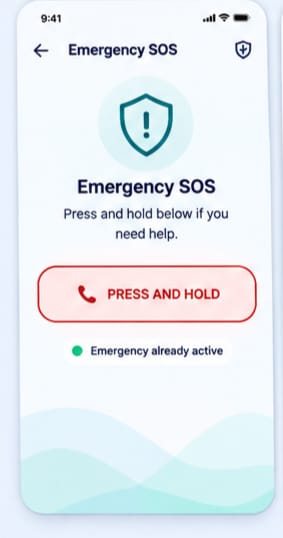 9:41
Emergency SOS
Emergency SOS
Press and hold below if you
need help.
PRESS AND HOLD
Emergency already active